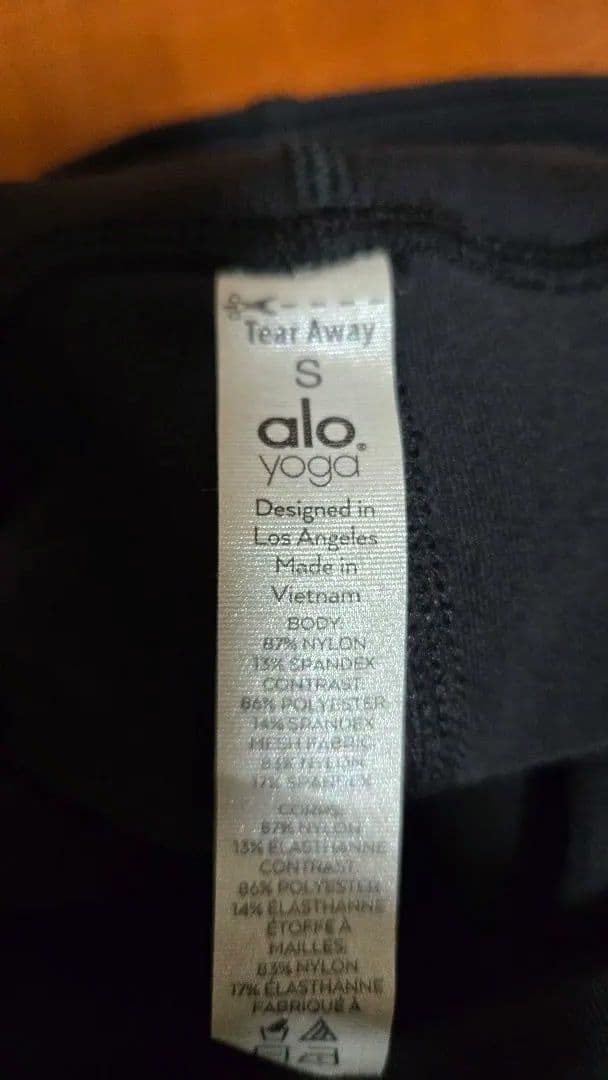 Tear Away
S
alo®
yoga
Designed in
Los Angeles
Made in
Vietnam
BODY
87% NYLON
13% SPANDEX
CONTRAST
86% POLYESTER
14% SPANDEX
MESH FABRIC
83% NYLON
17% SPANDEX
CORPS:
87% NYLON
13% ÉLASTHANNE
CONTRAST
86% POLYESTER
14% ÉLASTHANNE
ÉTOFFE À
MAILLES:
83% NYLON
17% ÉLASTHANNE
FABRIQUÉ À